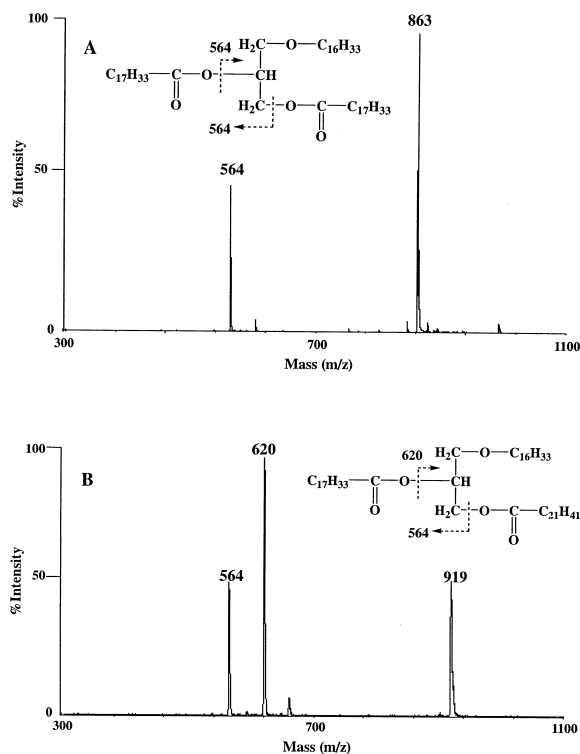 100
A
863
564
H₂C—O—C₁₆H₃₃
C₁₇H₃₃—C—O—CH
O
H₂C—O—C—C₁₇H₃₃
564
O
564
50
% Intensity
0
300
700
1100
Mass (m/z)
100
B
620
620
H₂C—O—C₁₆H₃₃
C₁₇H₃₃—C—O—CH
O
H₂C—O—C—C₂₁H₄₁
564
O
50
564
919
% Intensity
0
300
700
1100
Mass (m/z)